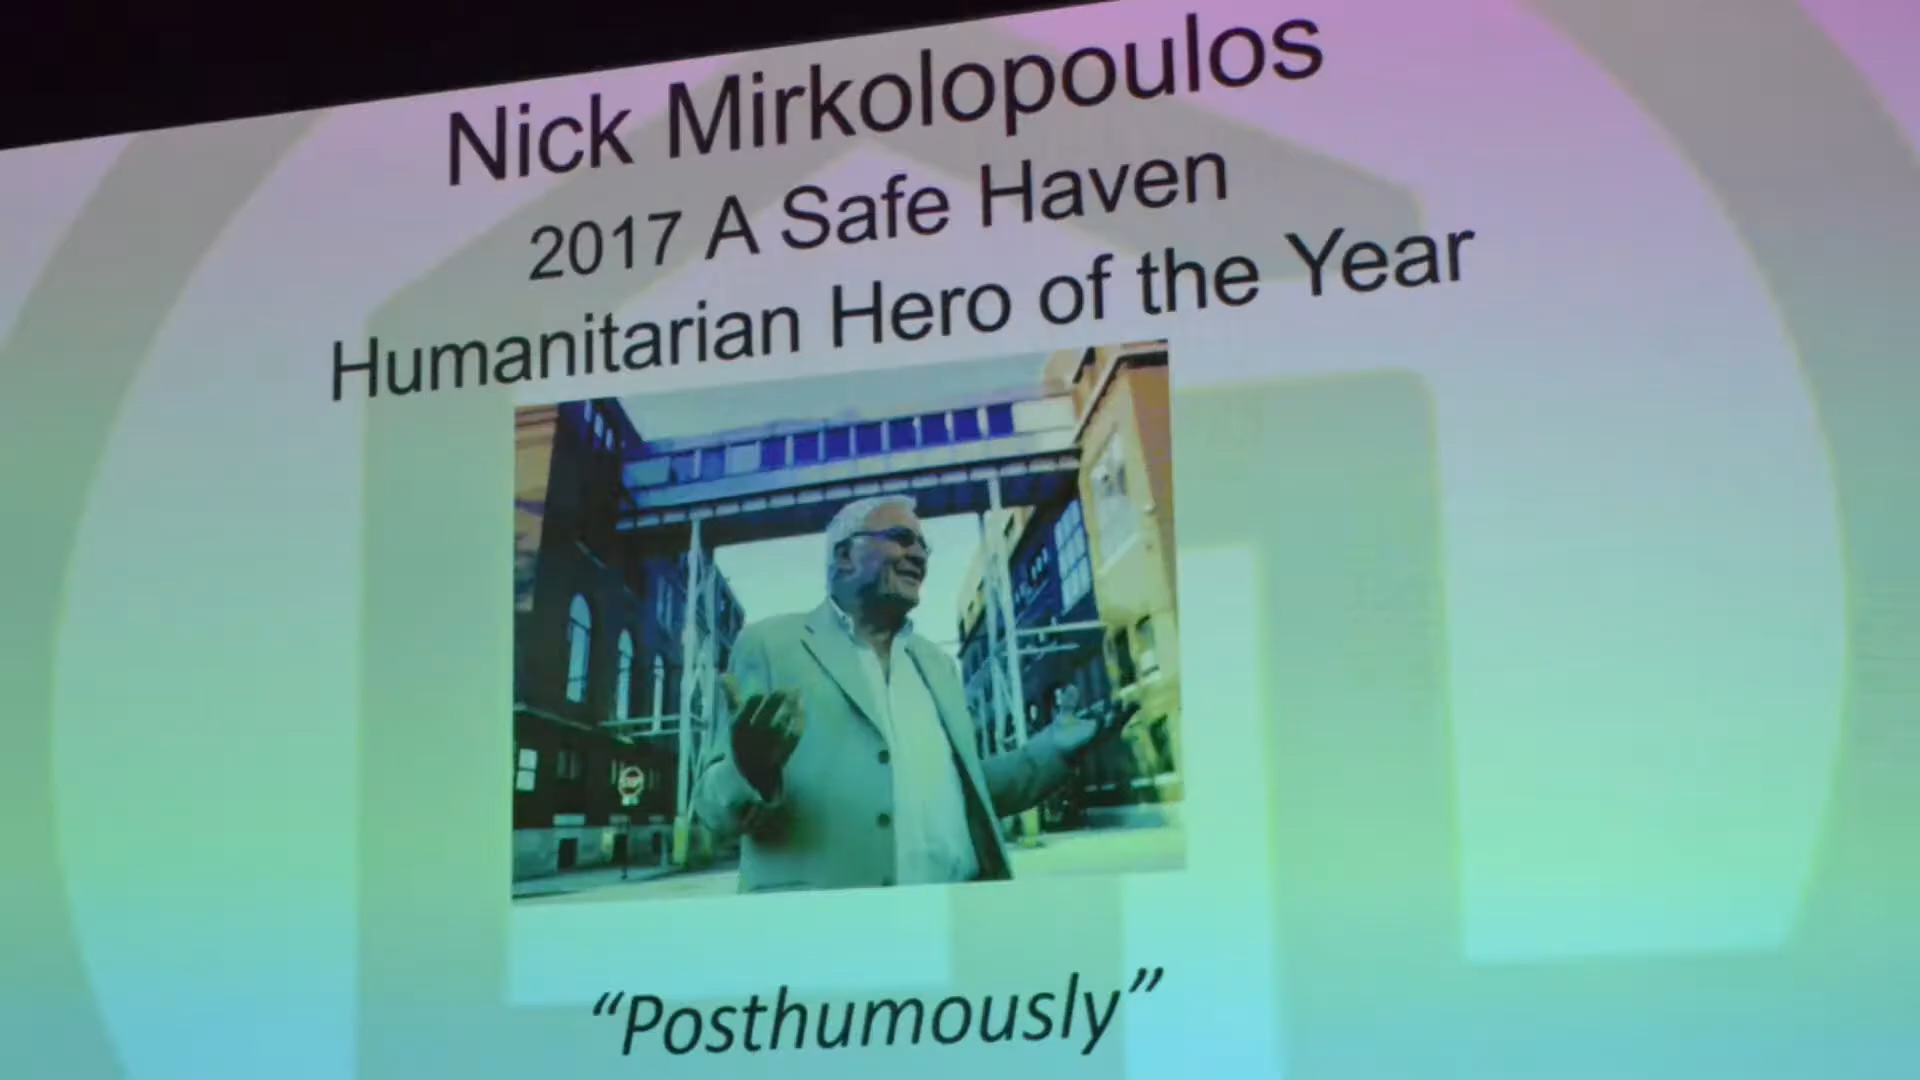 Nick Mirkolopoulos
2017 A Safe Haven
Humanitarian Hero of the Year
“Posthumously”